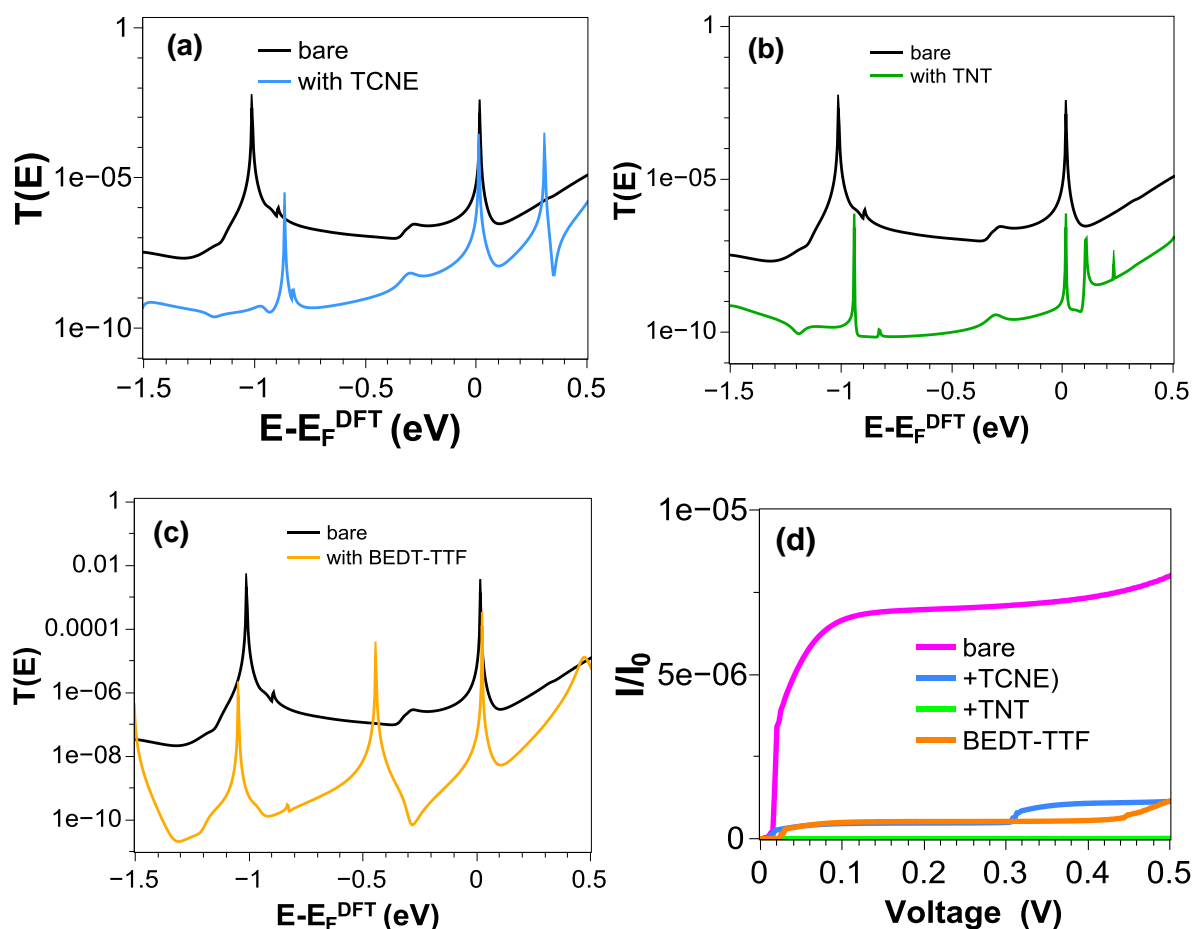 (a)
bare
with TCNE
1
1e−05
1e−10
T(E)
−1.5 −1 −0.5 0 0.5
E-E_F^DFT (eV)
(b)
bare
with TNT
1
1e−05
1e−10
T(E)
−1.5 −1 −0.5 0 0.5
E-E_F^DFT (eV)
(c)
bare
with BEDT-TTF
1
0.01
0.0001
1e−06
1e−08
1e−10
T(E)
−1.5 −1 −0.5 0 0.5
E-E_F^DFT (eV)
(d)
1e−05
5e−06
0
I/I_0
bare
+TCNE)
+TNT
BEDT-TTF
0 0.1 0.2 0.3 0.4 0.5
Voltage (V)